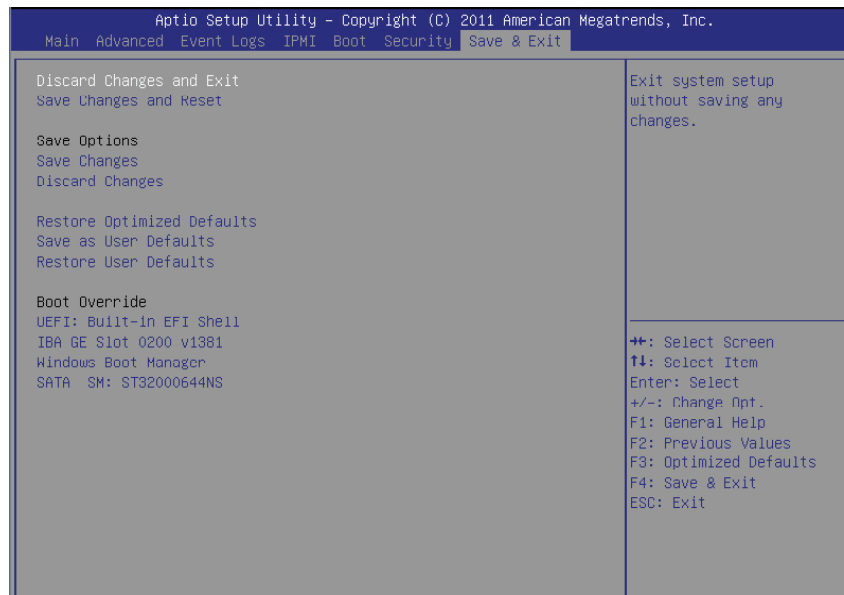 Aptio Setup Utility – Copyright (C) 2011 American Megatrends, Inc.
Main Advanced Event Logs IPMI Boot Security Save & Exit
Discard Changes and Exit
Save Changes and Reset
Save Options
Save Changes
Discard Changes
Restore Optimized Defaults
Save as User Defaults
Restore User Defaults
Boot Override
UEFI: Built-in EFI Shell
IBA GE Slot 0200 v1381
Windows Boot Manager
SATA SM: ST32000644NS
Exit system setup
without saving any
changes.
→←: Select Screen
↑↓: Select Item
Enter: Select
+/-: Change Opt.
F1: General Help
F2: Previous Values
F3: Optimized Defaults
F4: Save & Exit
ESC: Exit